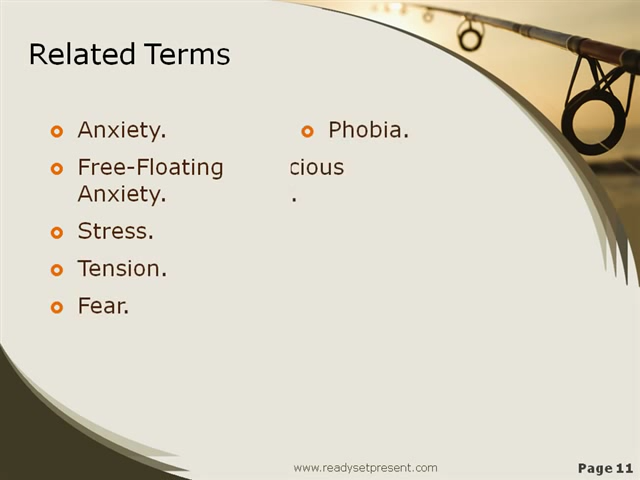 Related Terms
Anxiety.
Free-Floating
Anxiety.
Stress.
Tension.
Fear.
Phobia.
cious
.
www.readysetpresent.com
Page 11